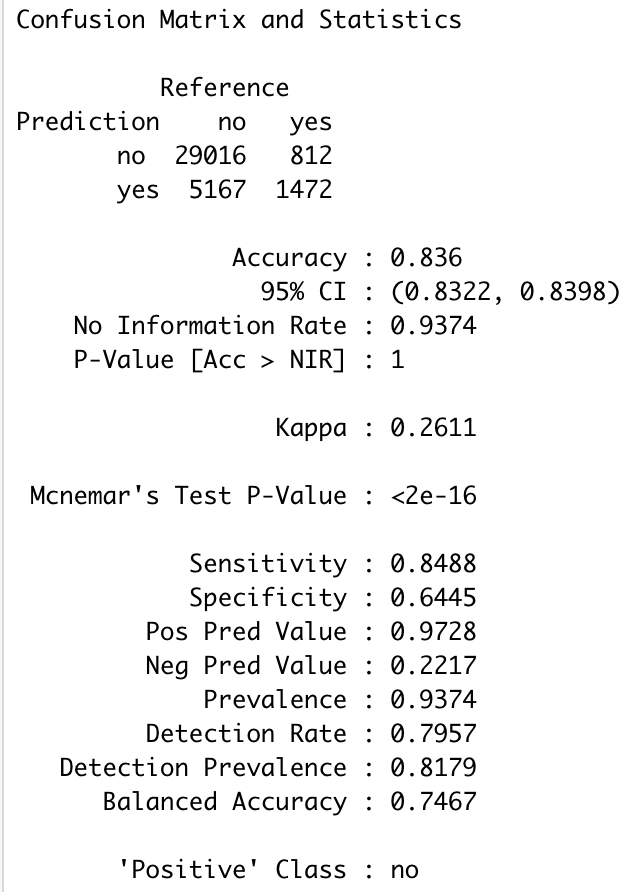 Confusion Matrix and Statistics
Reference
Prediction no yes
no 29016 812
yes 5167 1472
Accuracy : 0.836
95% CI : (0.8322, 0.8398)
No Information Rate : 0.9374
P-Value [Acc > NIR] : 1
Kappa : 0.2611
Mcnemar's Test P-Value : <2e-16
Sensitivity : 0.8488
Specificity : 0.6445
Pos Pred Value : 0.9728
Neg Pred Value : 0.2217
Prevalence : 0.9374
Detection Rate : 0.7957
Detection Prevalence : 0.8179
Balanced Accuracy : 0.7467
'Positive' Class : no